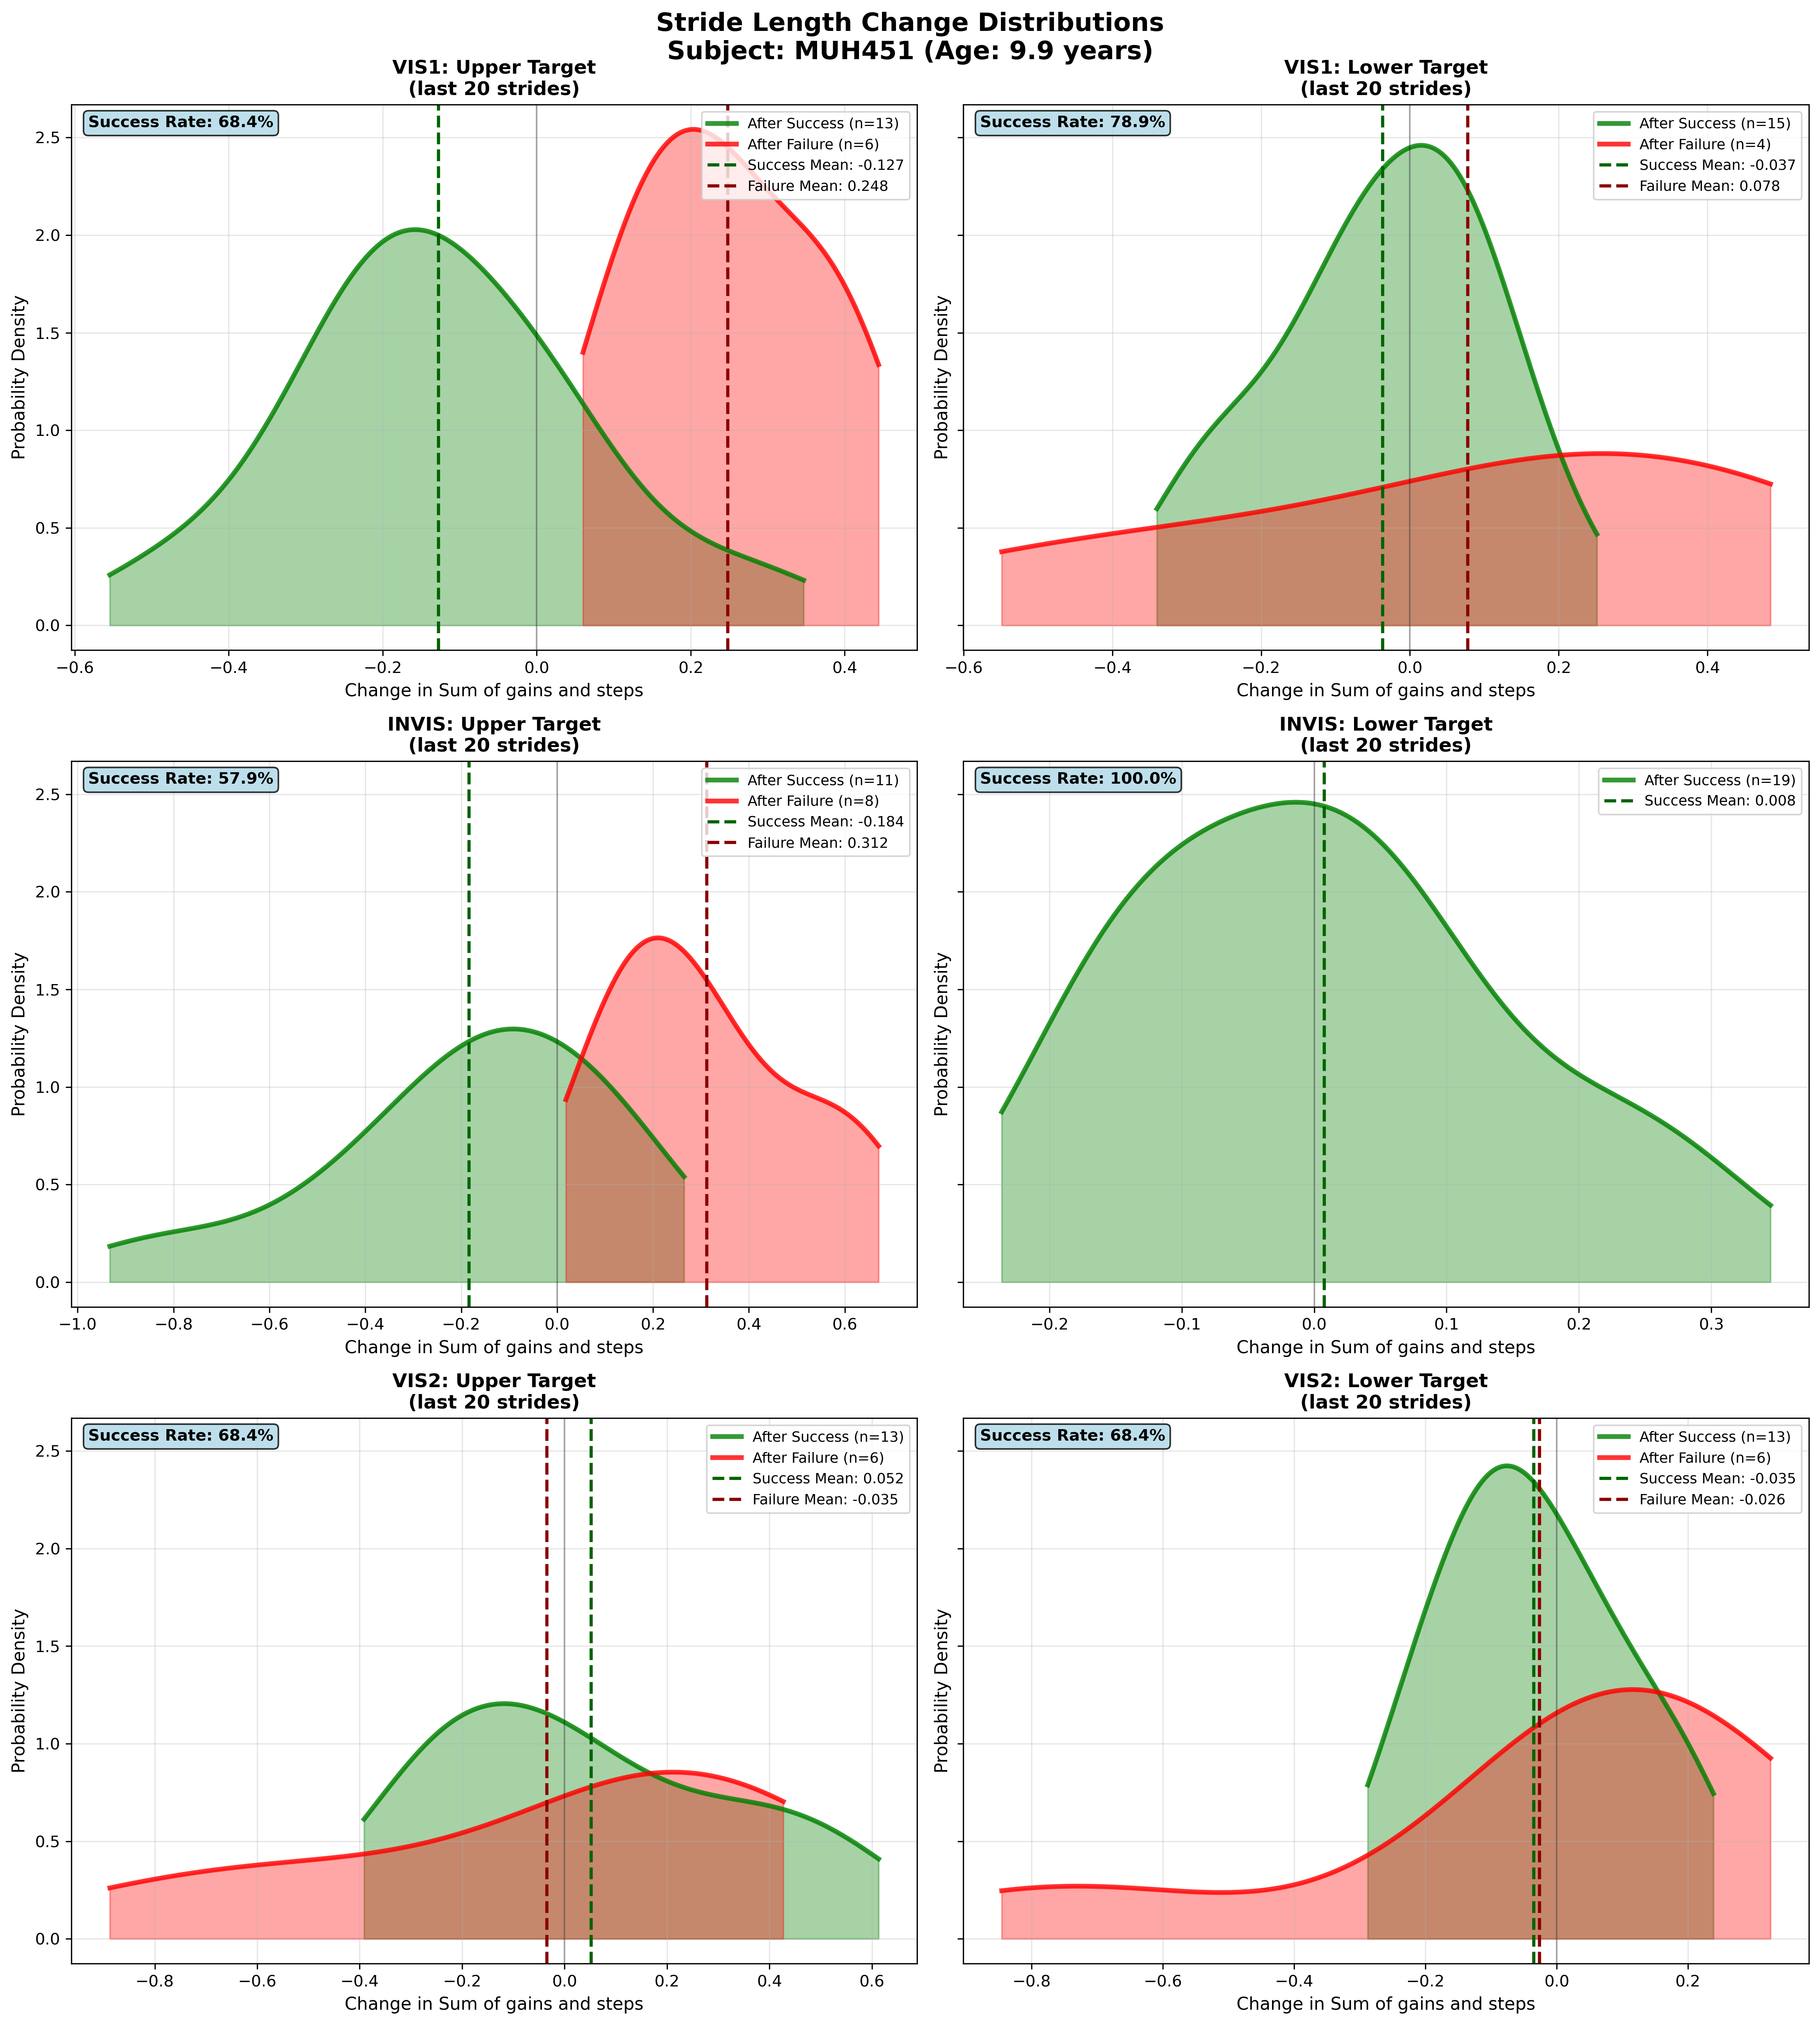 Stride Length Change Distributions
Subject: MUH451 (Age: 9.9 years)
VIS1: Upper Target
(last 20 strides)
Success Rate: 68.4%
After Success (n=13)
After Failure (n=6)
Success Mean: -0.127
Failure Mean: 0.248
Probability Density
2.5
2.0
1.5
1.0
0.5
0.0
−0.6 −0.4 −0.2 0.0 0.2 0.4
Change in Sum of gains and steps
VIS1: Lower Target
(last 20 strides)
Success Rate: 78.9%
After Success (n=15)
After Failure (n=4)
Success Mean: -0.037
Failure Mean: 0.078
Probability Density
−0.6 −0.4 −0.2 0.0 0.2 0.4
Change in Sum of gains and steps
INVIS: Upper Target
(last 20 strides)
Success Rate: 57.9%
After Success (n=11)
After Failure (n=8)
Success Mean: -0.184
Failure Mean: 0.312
Probability Density
2.5
2.0
1.5
1.0
0.5
0.0
−1.0 −0.8 −0.6 −0.4 −0.2 0.0 0.2 0.4 0.6
Change in Sum of gains and steps
INVIS: Lower Target
(last 20 strides)
Success Rate: 100.0%
After Success (n=19)
Success Mean: 0.008
Probability Density
−0.2 −0.1 0.0 0.1 0.2 0.3
Change in Sum of gains and steps
VIS2: Upper Target
(last 20 strides)
Success Rate: 68.4%
After Success (n=13)
After Failure (n=6)
Success Mean: 0.052
Failure Mean: -0.035
Probability Density
2.5
2.0
1.5
1.0
0.5
0.0
−0.8 −0.6 −0.4 −0.2 0.0 0.2 0.4 0.6
Change in Sum of gains and steps
VIS2: Lower Target
(last 20 strides)
Success Rate: 68.4%
After Success (n=13)
After Failure (n=6)
Success Mean: -0.035
Failure Mean: -0.026
Probability Density
−0.8 −0.6 −0.4 −0.2 0.0 0.2
Change in Sum of gains and steps